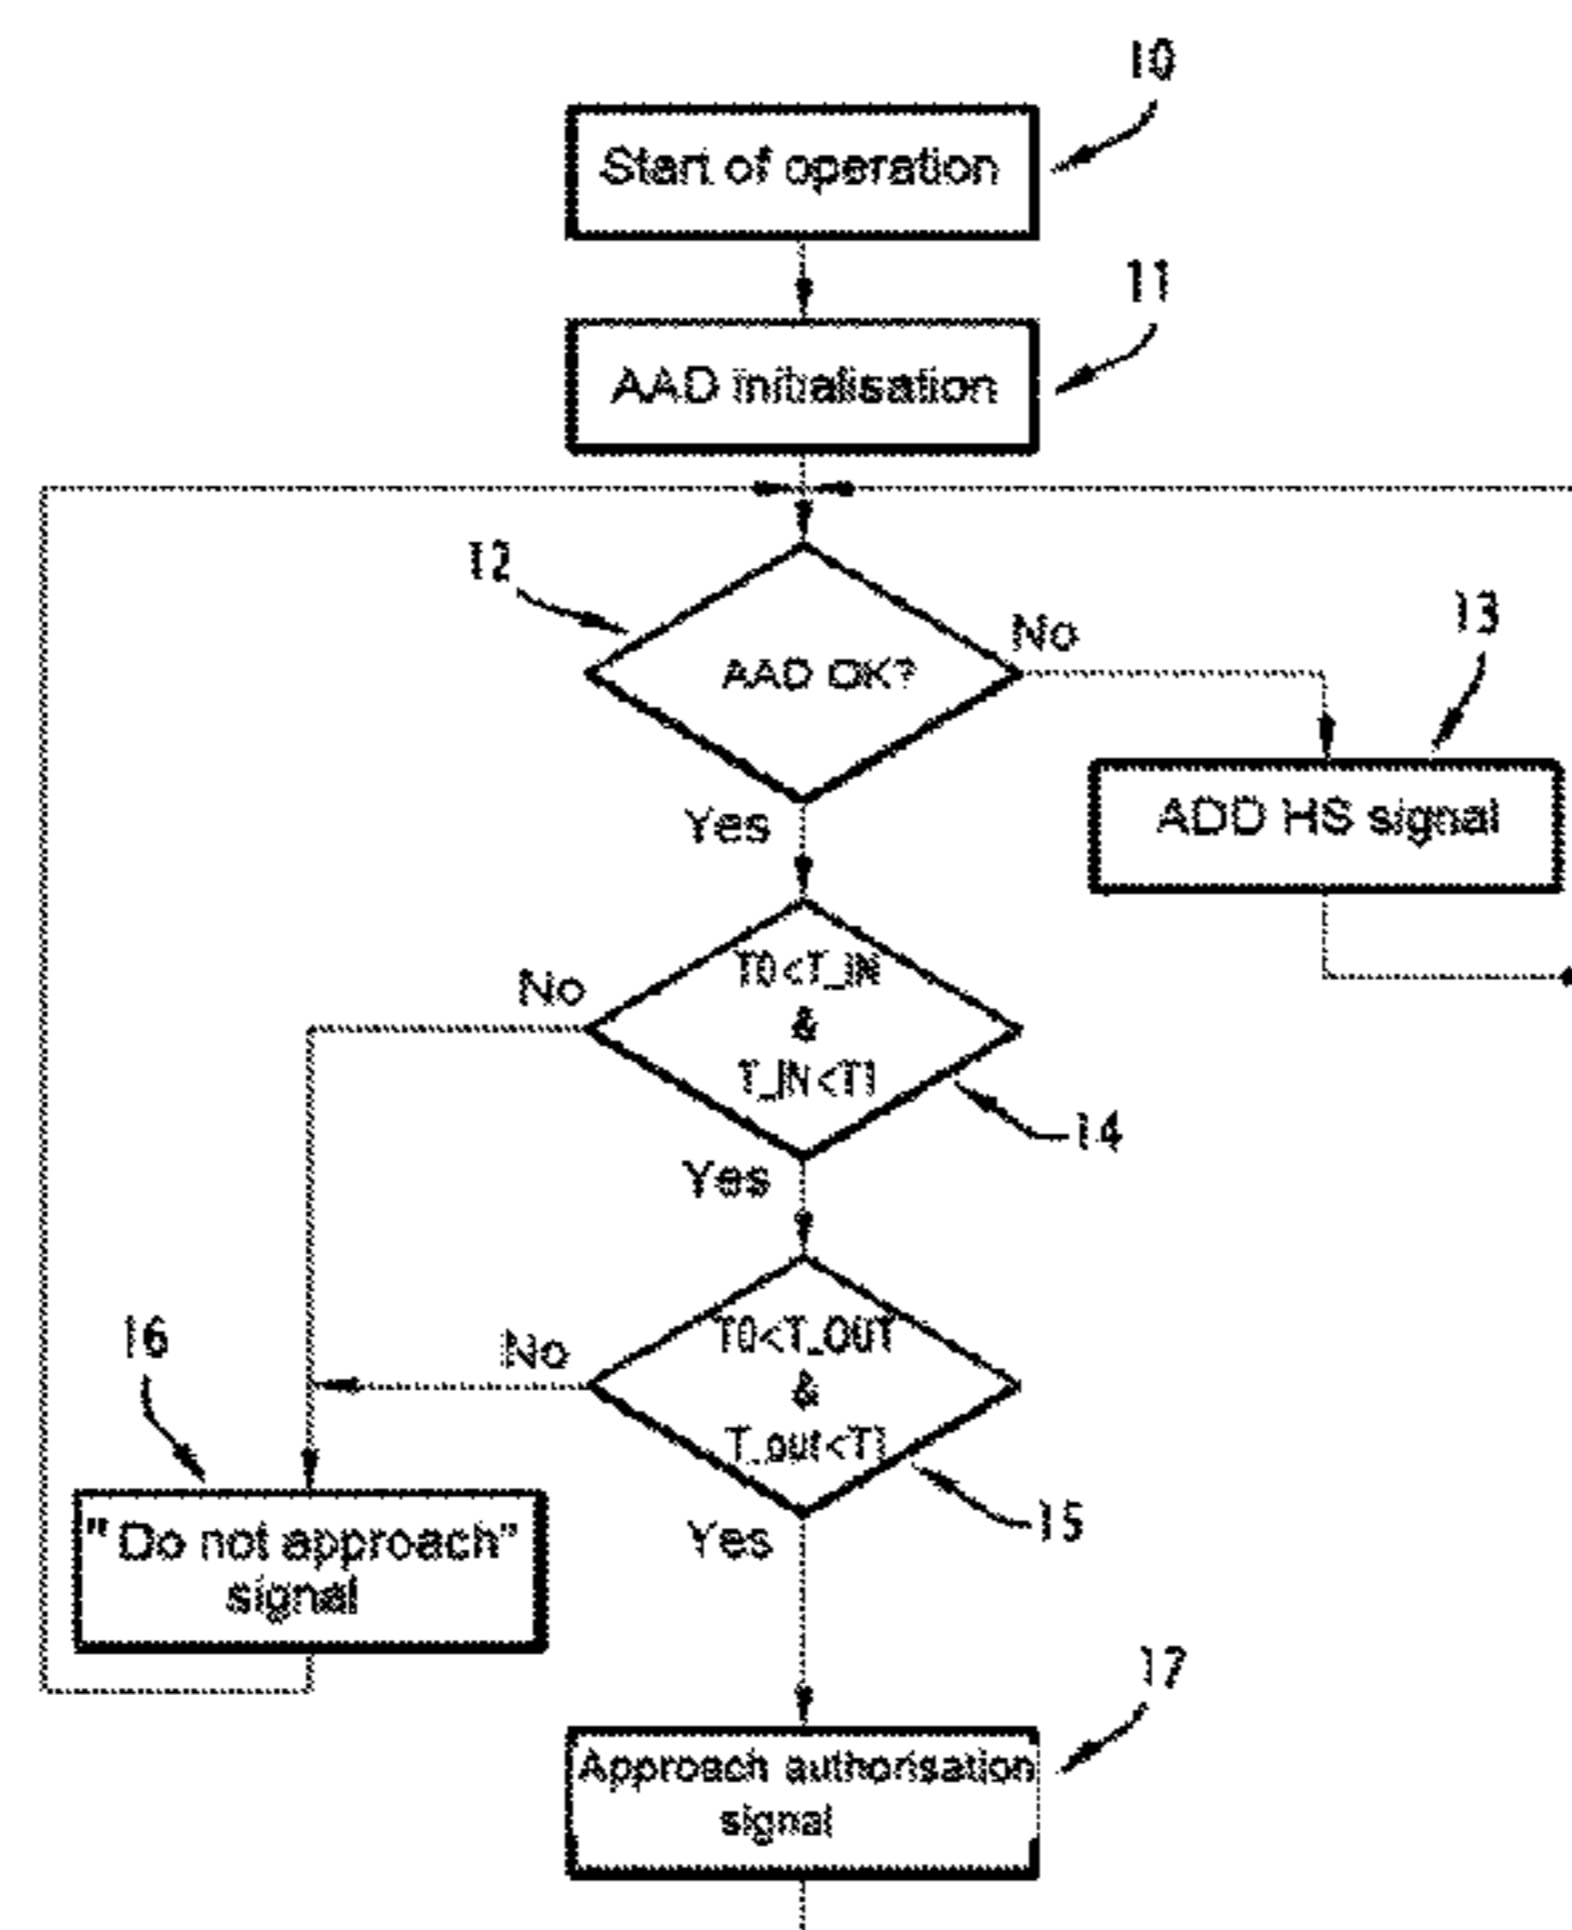 10
Start of operation
11
AAD initialisation
12
No
13
AAD OK?
ADD HS signal
Yes
T0<T_IN
No
&
T_IN<T1
14
Yes
16
T0<T_OUT
No
&
T_out<T1
15
" Do not approach"
signal
Yes
17
Approach authorisation
signal